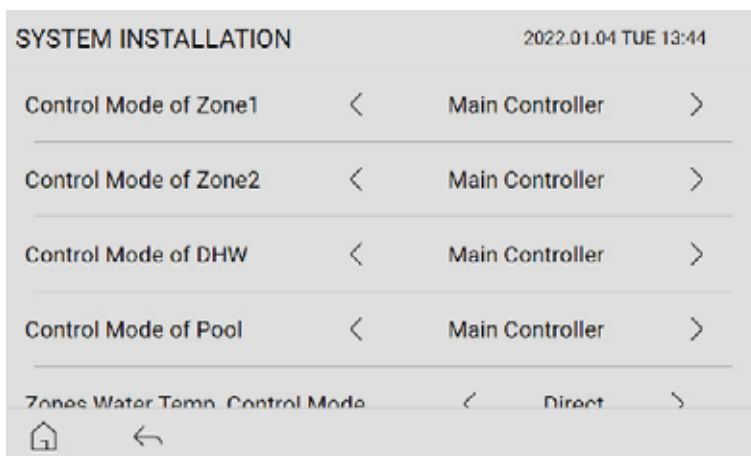 SYSTEM INSTALLATION 2022.01.04 TUE 13:44
Control Mode of Zone1 < Main Controller >
Control Mode of Zone2 < Main Controller >
Control Mode of DHW < Main Controller >
Control Mode of Pool < Main Controller >
Zones Water Temp. Control Mode < Direct >